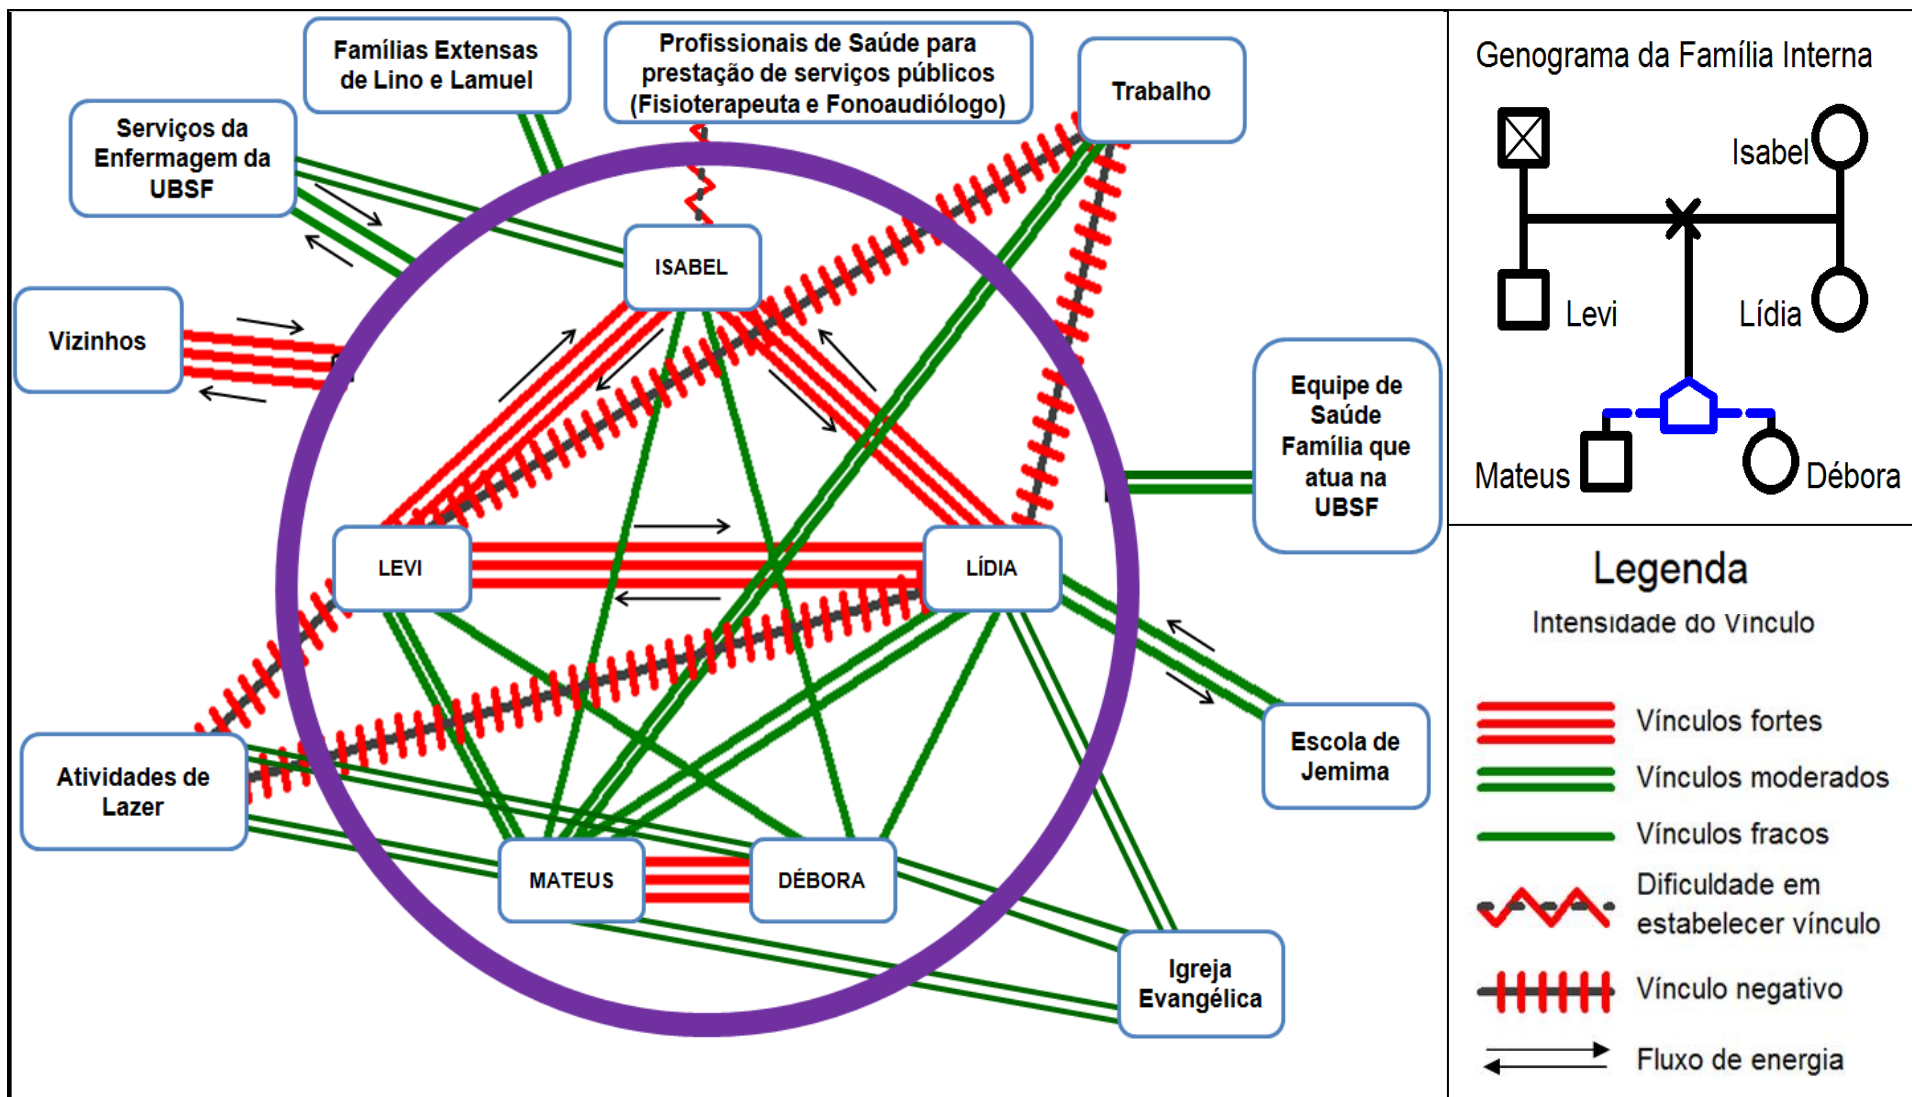 Famílias Extensas
de Lino e Lamuel
Profissionais de Saúde para
prestação de serviços públicos
(Fisioterapeuta e Fonoaudiólogo)
Trabalho
Serviços da
Enfermagem da
UBSF
Vizinhos
ISABEL
Equipe de
Saúde
Família que
atua na
UBSF
LEVI
LÍDIA
Atividades de
Lazer
Escola de
Jemima
MATEUS
DÉBORA
Igreja
Evangélica
Genograma da Família Interna
Isabel
Levi
Lídia
Mateus
Débora
Legenda
Intensidade do Vínculo
Vínculos fortes
Vínculos moderados
Vínculos fracos
Dificuldade em
estabelecer vínculo
Vínculo negativo
Fluxo de energia